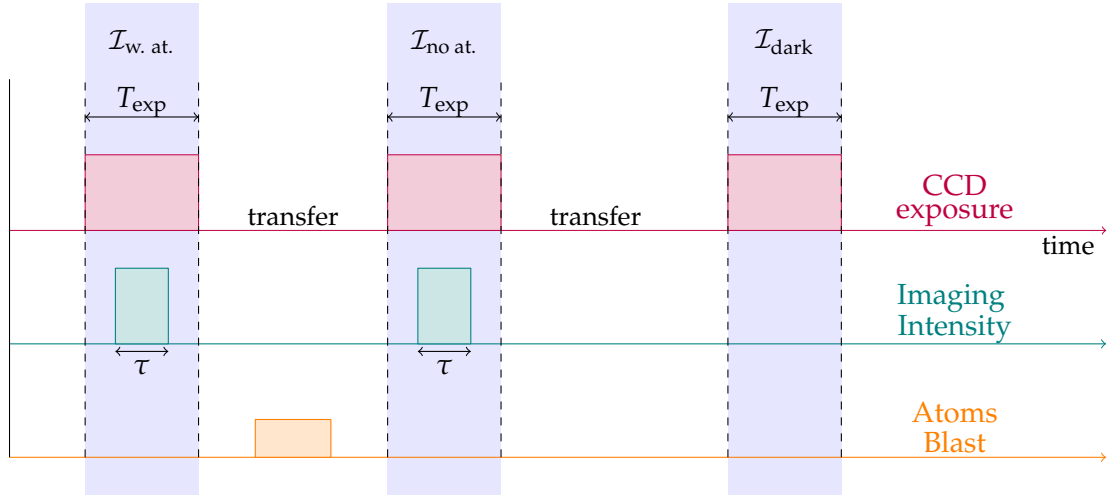 ℐw. at.
ℐno at.
ℐdark
Texp
Texp
Texp
transfer
transfer
CCD
exposure
time
τ
τ
Imaging
Intensity
Atoms
Blast